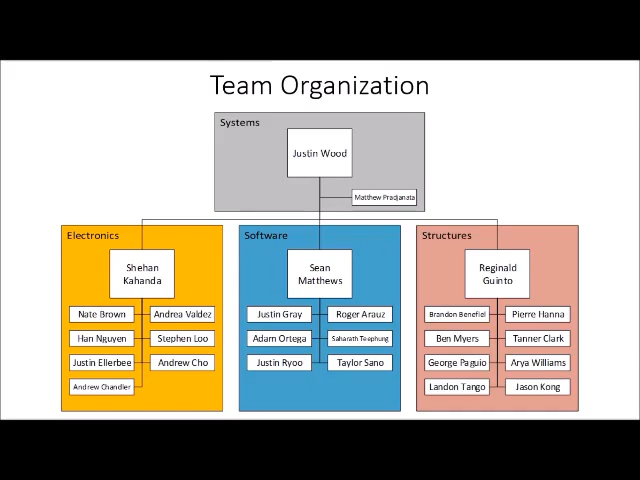 Team Organization
Systems
Justin Wood
Matthew Pradjanata
Electronics
Shehan
Kahanda
Nate Brown
Andrea Valdez
Han Nguyen
Stephen Loo
Justin Ellerbee
Andrew Cho
Andrew Chandler
Software
Sean
Matthews
Justin Gray
Roger Arauz
Adam Ortega
Saharath Teephung
Justin Ryoo
Taylor Sano
Structures
Reginald
Guinto
Brandon Benefiel
Pierre Hanna
Ben Myers
Tanner Clark
George Paguio
Arya Williams
Landon Tango
Jason Kong